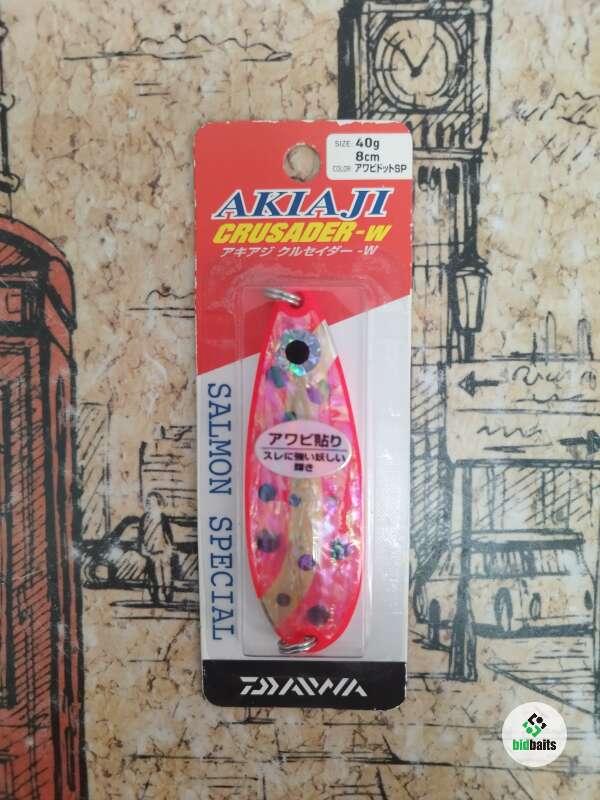 SIZE: 40g
8cm
COLOR: アワビドットSP
AKIAJI
CRUSADER-W
アキアジ クルセイダー -W
アワビ貼り
スレに強い妖しい
輝き
SALMON SPECIAL
DAIWA
bidbaits